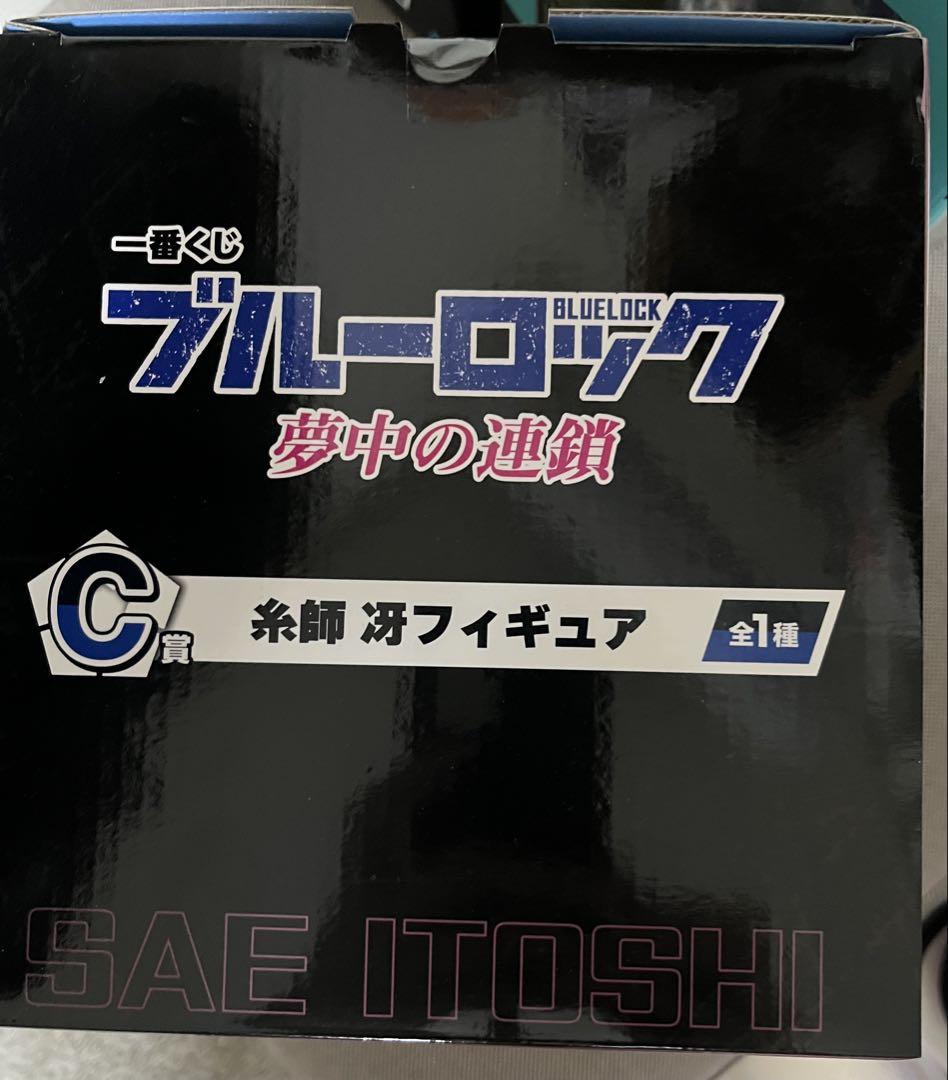 一番くじ
ブルーロック
BLUELOCK
夢中の連鎖
C賞
糸師 冴フィギュア
全1種
SAE ITOSHI